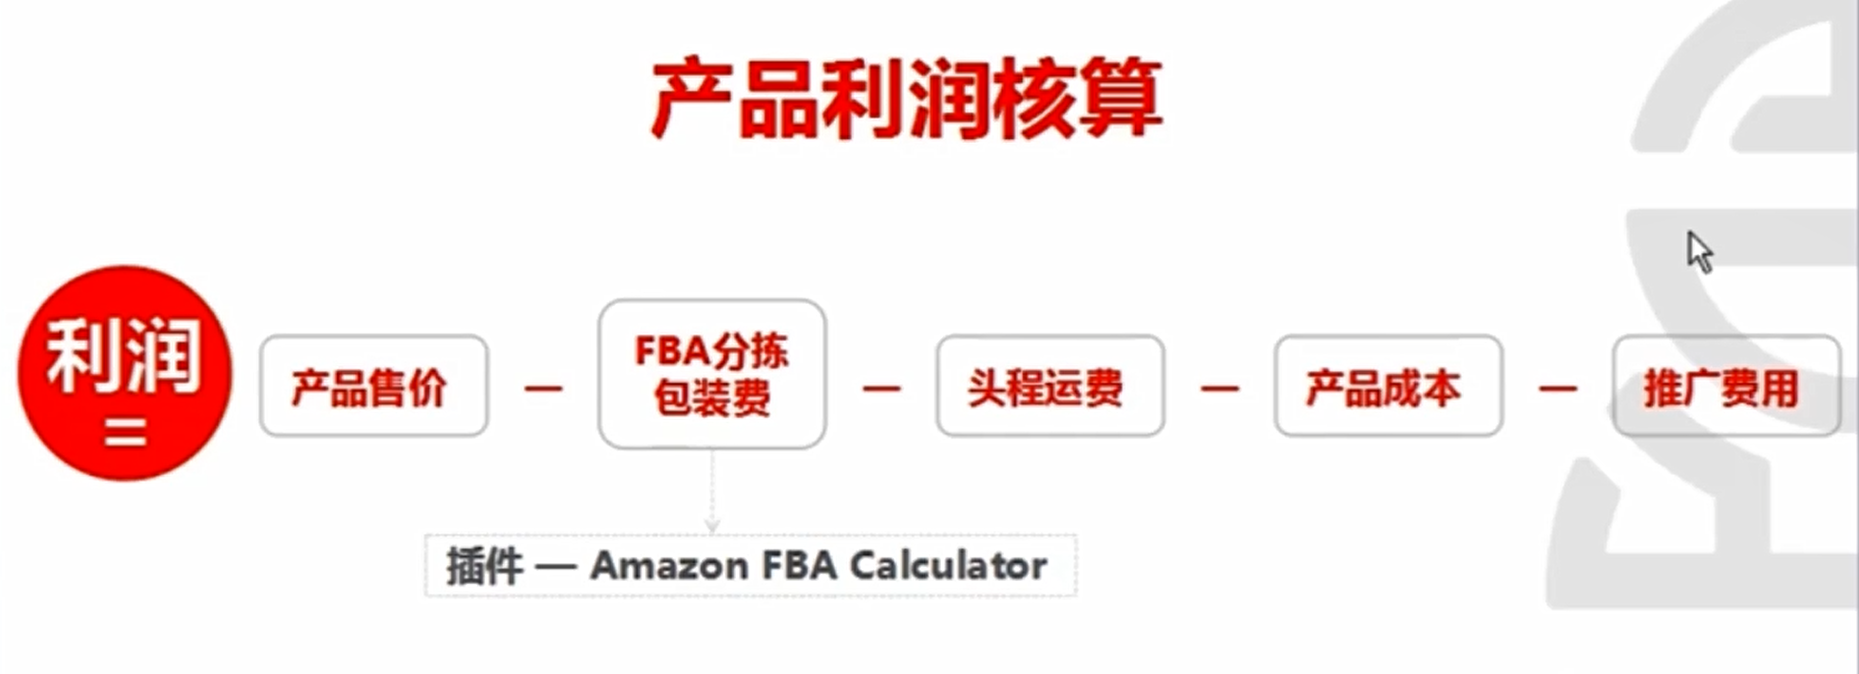 产品利润核算
利润
=
产品售价
—
FBA分拣
包装费
—
头程运费
—
产品成本
—
推广费用
插件 — Amazon FBA Calculator